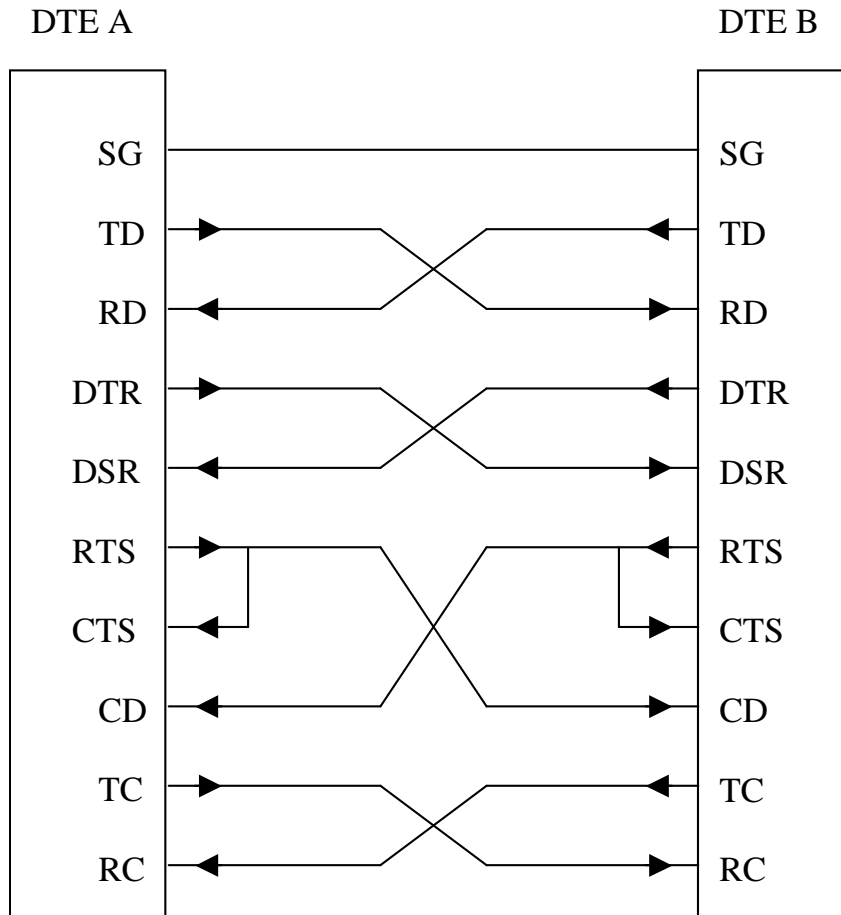 DTE A DTE B
SG SG
TD TD
RD RD
DTR DTR
DSR DSR
RTS RTS
CTS CTS
CD CD
TC TC
RC RC